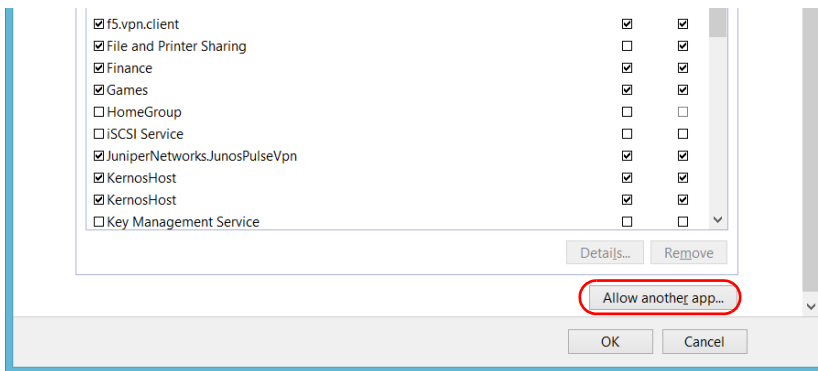 f5.vpn.client
File and Printer Sharing
Finance
Games
HomeGroup
iSCSI Service
JuniperNetworks.JunosPulseVpn
KernosHost
KernosHost
Key Management Service
Details... Remove
Allow another app...
OK Cancel